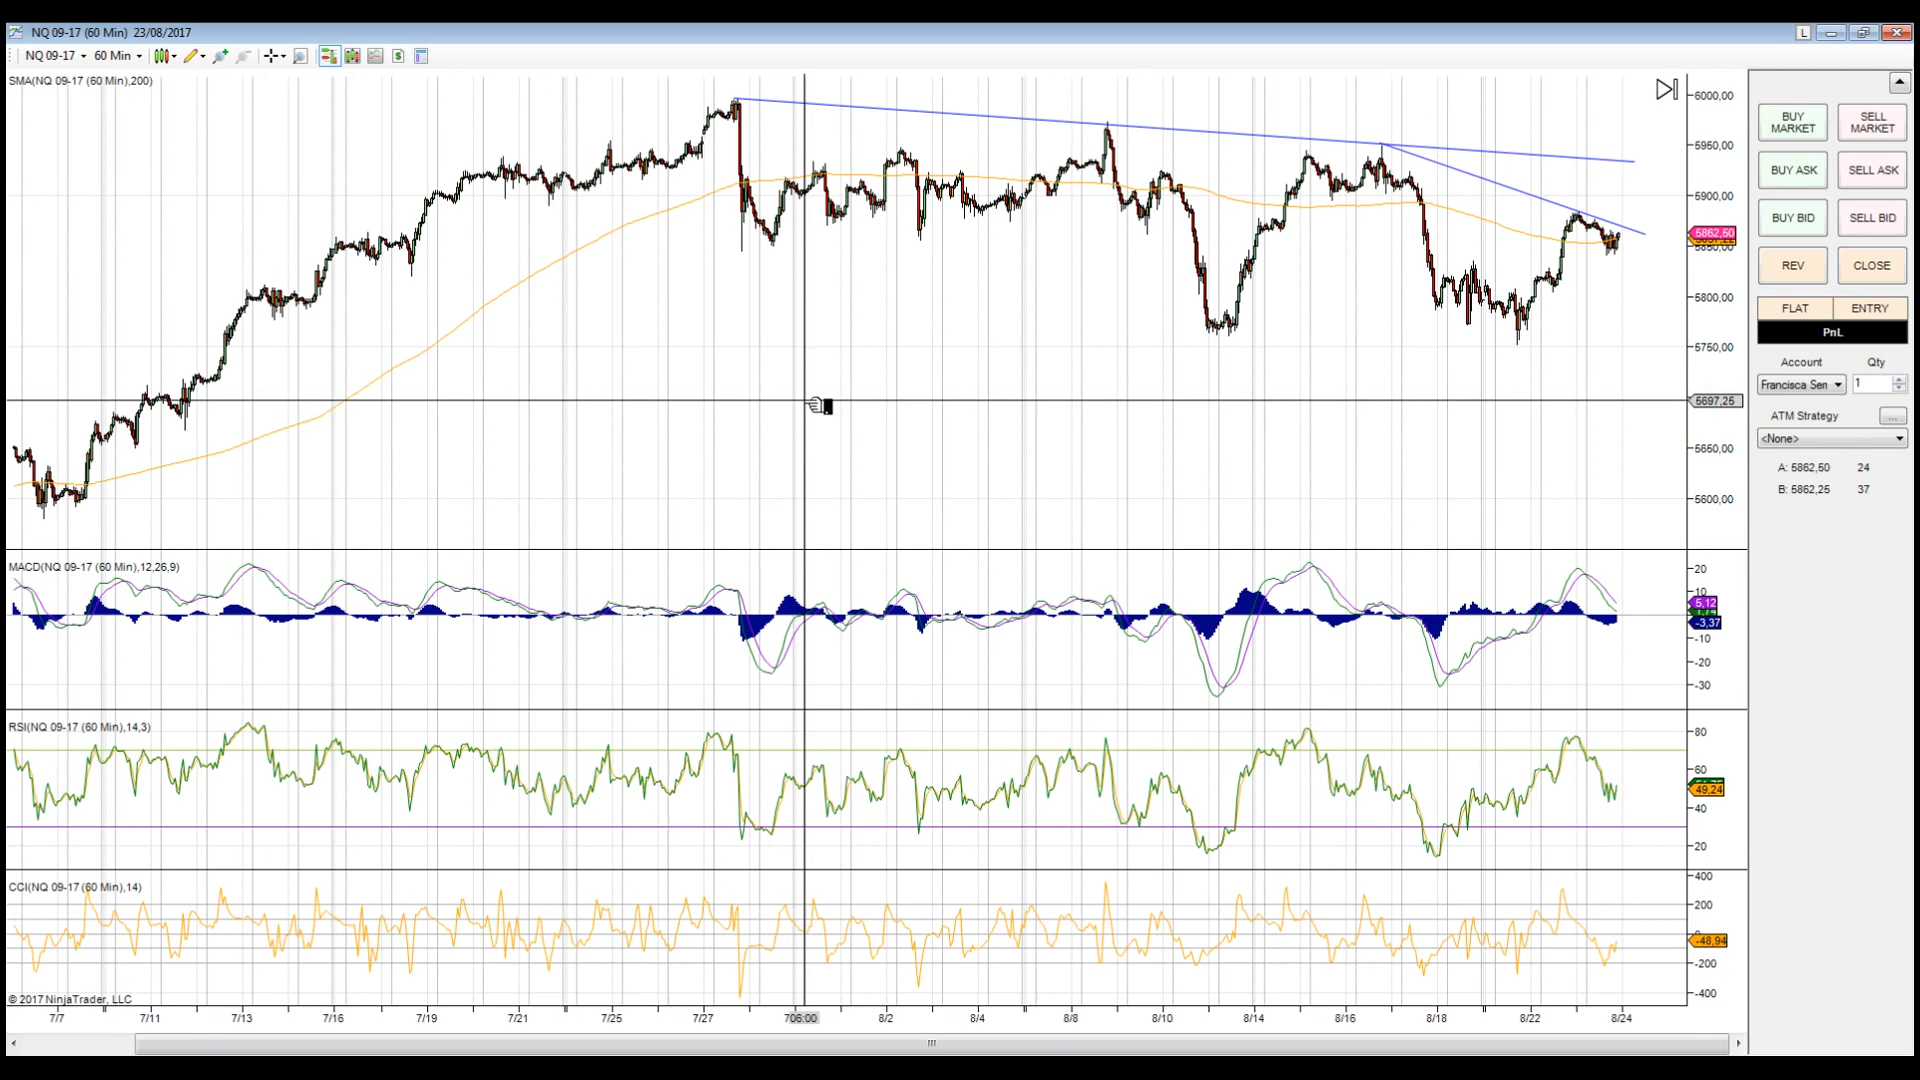 NQ 09-17 (60 Min) 23/08/2017
L
NQ 09-17 60 Min
SMA(NQ 09-17 (60 Min),200)
6000,00
5950,00
5900,00
5862,50
5850,00
5800,00
5750,00
5697,25
5650,00
5600,00
MACD(NQ 09-17 (60 Min),12,26,9)
20
10
5,12
-3,37
-10
-20
-30
RSI(NQ 09-17 (60 Min),14,3)
80
60
49,24
40
20
CCI(NQ 09-17 (60 Min),14)
400
200
0
-48,94
-200
-400
© 2017 NinjaTrader, LLC
7/7 7/11 7/13 7/16 7/19 7/21 7/25 7/27 706:00 8/2 8/4 8/8 8/10 8/14 8/16 8/18 8/22 8/24
BUY MARKET
SELL MARKET
BUY ASK SELL ASK
BUY BID SELL BID
REV CLOSE
FLAT ENTRY
PnL
Account Qty
Francisca Sen 1
ATM Strategy ...
<None>
A: 5862,50 24
B: 5862,25 37